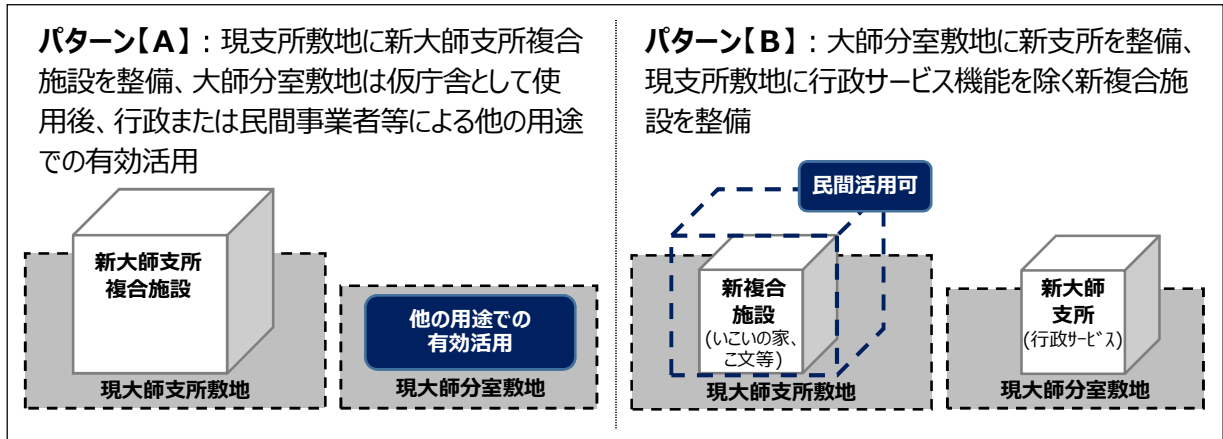 パターン【A】：現支所敷地に新大師支所複合
施設を整備、大師分室敷地は仮庁舎として使
用後、行政または民間事業者等による他の用途
での有効活用
新大師支所
複合施設
現大師支所敷地
他の用途での
有効活用
現大師分室敷地
パターン【B】：大師分室敷地に新支所を整備、
現支所敷地に行政サービス機能を除く新複合施
設を整備
民間活用可
新複合
施設
(いこいの家、
こ文等)
現大師支所敷地
新大師
支所
(行政ｻｰﾋﾞｽ)
現大師分室敷地